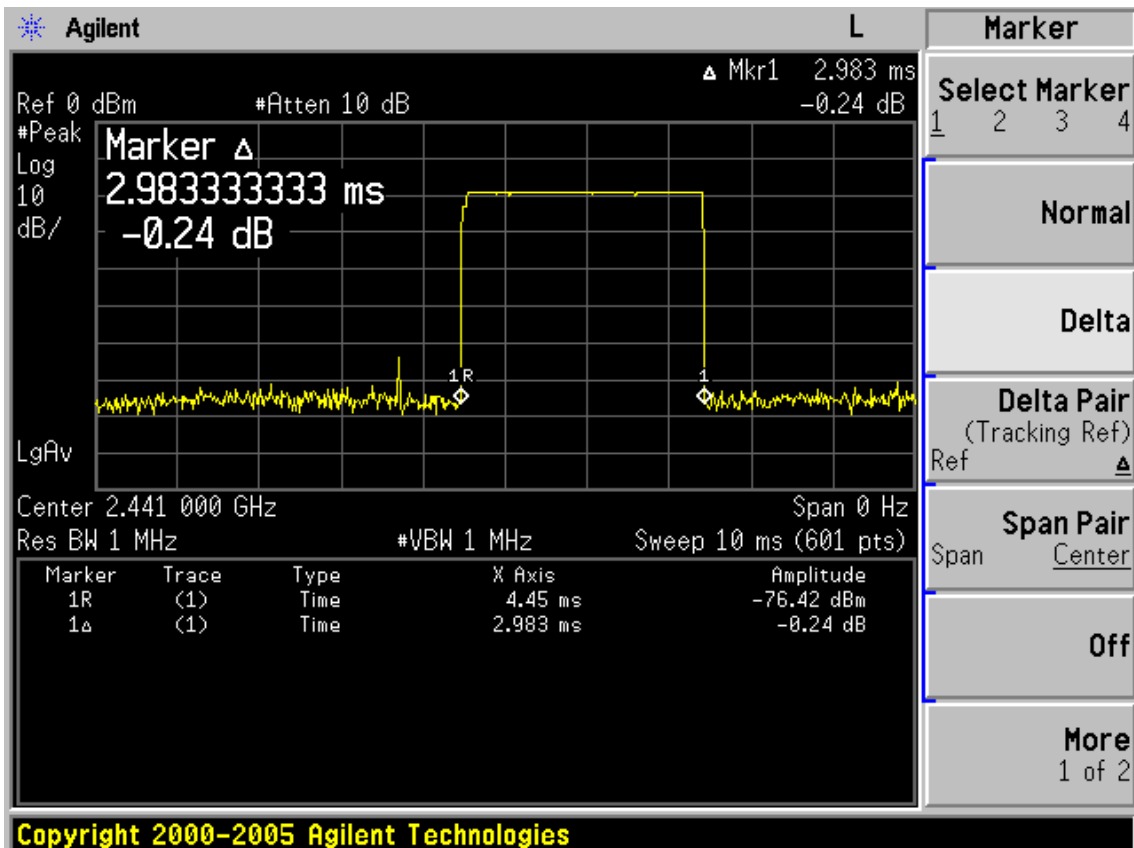 Agilent L
Δ Mkr1 2.983 ms
Ref 0 dBm #Atten 10 dB -0.24 dB
#Peak
Log
10
dB/
Marker Δ
2.983333333 ms
-0.24 dB
1R 1
LgAv
Center 2.441 000 GHz Span 0 Hz
Res BW 1 MHz #VBW 1 MHz Sweep 10 ms (601 pts)
Marker Trace Type X Axis Amplitude
1R (1) Time 4.45 ms -76.42 dBm
1Δ (1) Time 2.983 ms -0.24 dB
Marker
Select Marker
1 2 3 4
Normal
Delta
Delta Pair
(Tracking Ref)
Ref Δ
Span Pair
Span Center
Off
More
1 of 2
Copyright 2000-2005 Agilent Technologies